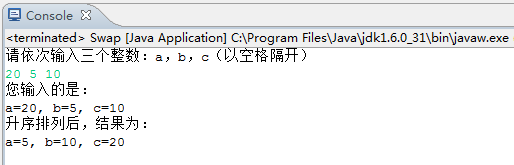 Console
<terminated> Swap [Java Application] C:\Program Files\Java\jdk1.6.0_31\bin\javaw.exe
请依次输入三个整数：a，b，c（以空格隔开）
20 5 10
您输入的是：
a=20, b=5, c=10
升序排列后，结果为：
a=5, b=10, c=20